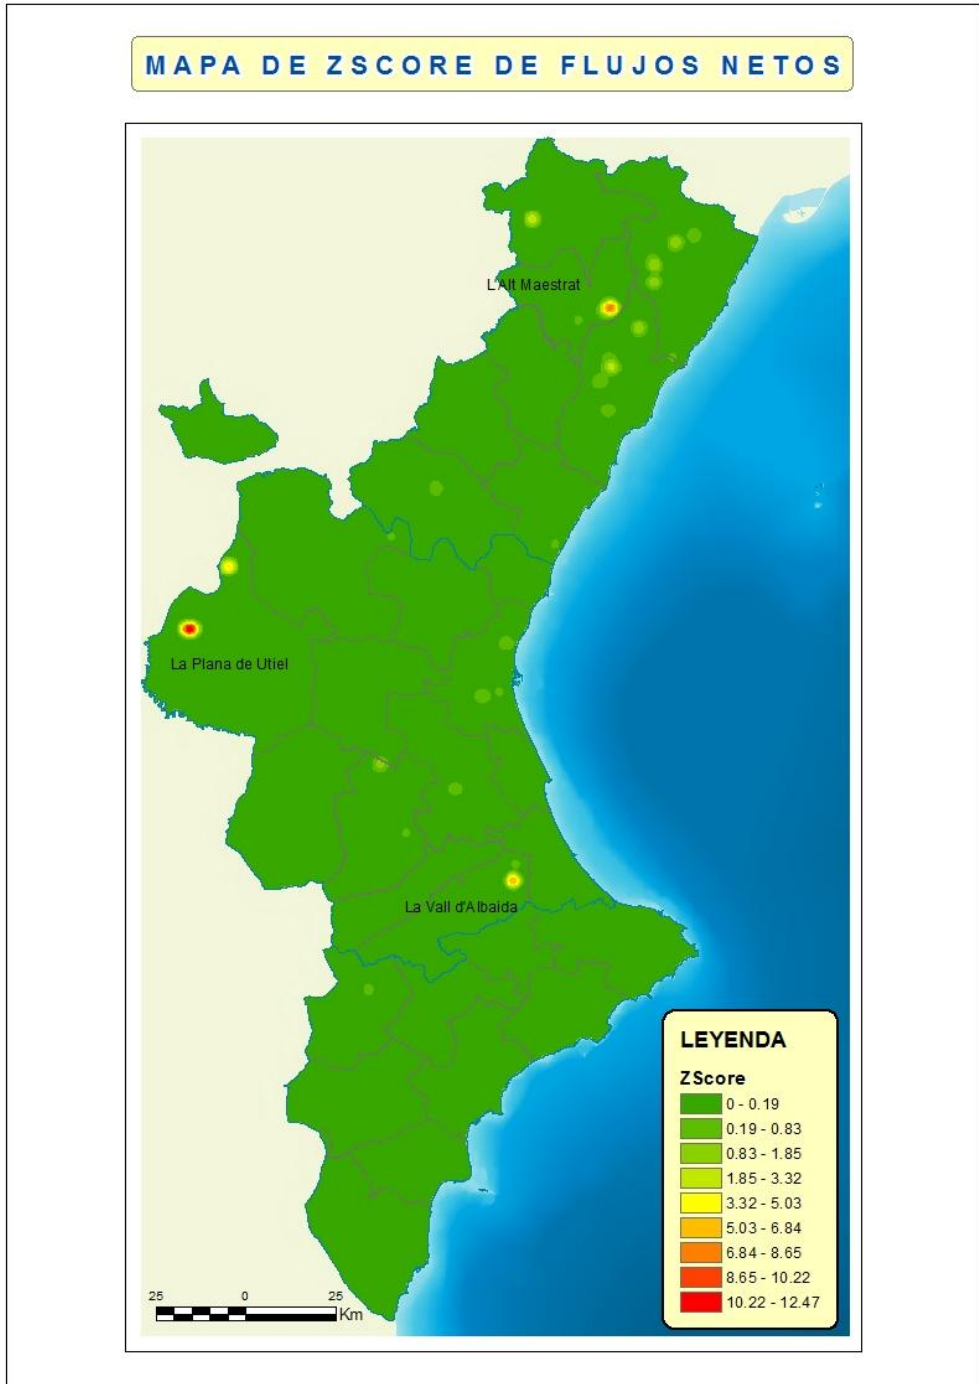 MAPA DE ZSCORE DE FLUJOS NETOS
L'Alt Maestrat
La Plana de Utiel
La Vall d'Albaida
LEYENDA
ZScore
0 - 0.19
0.19 - 0.83
0.83 - 1.85
1.85 - 3.32
3.32 - 5.03
5.03 - 6.84
6.84 - 8.65
8.65 - 10.22
10.22 - 12.47
25 0 25
Km